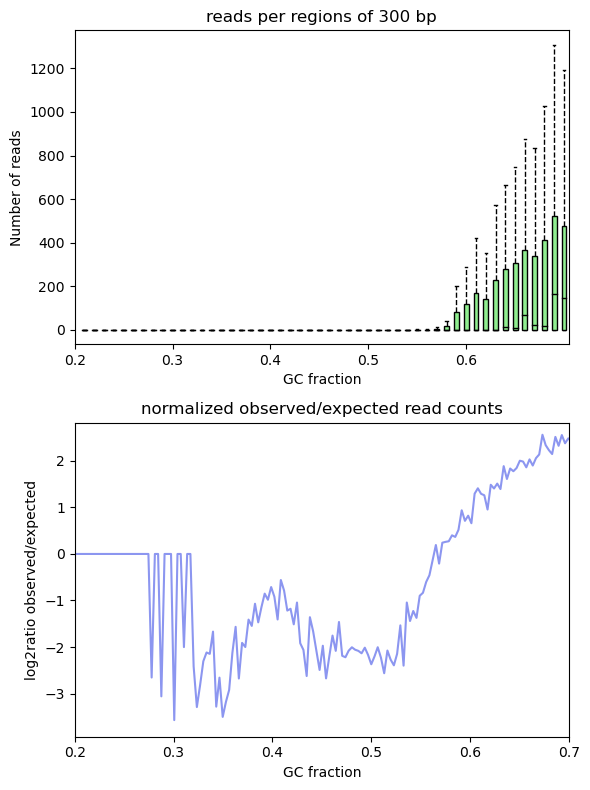 reads per regions of 300 bp
Number of reads
1200
1000
800
600
400
200
0
0.2 0.3 0.4 0.5 0.6
GC fraction
normalized observed/expected read counts
log2ratio observed/expected
2
1
0
−1
−2
−3
0.2 0.3 0.4 0.5 0.6 0.7
GC fraction